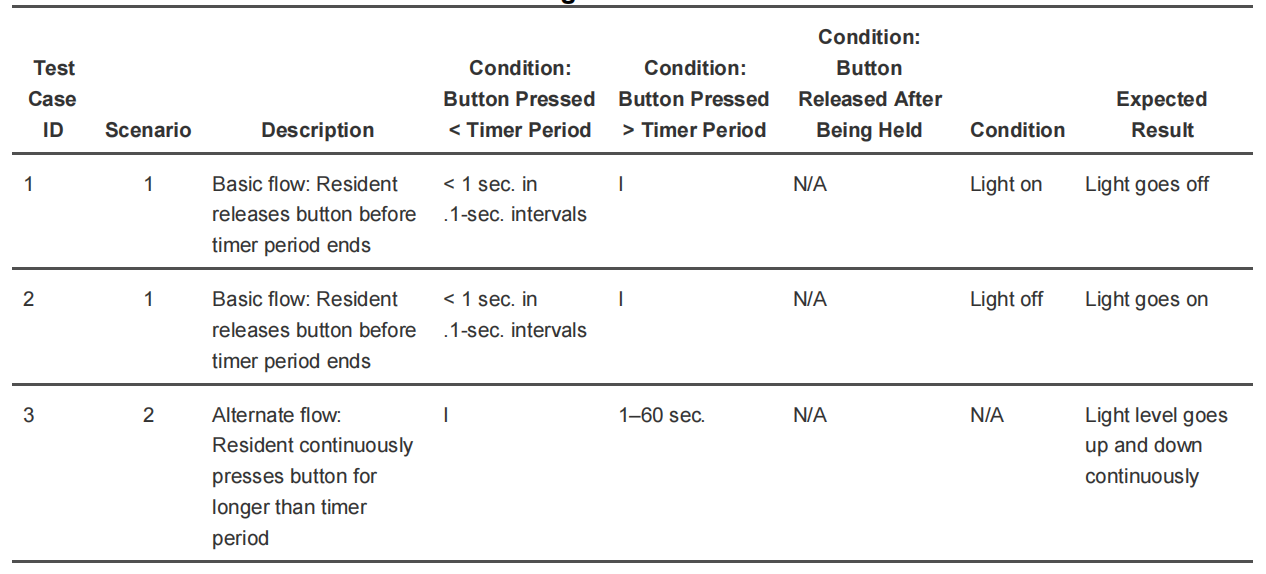 Test Case ID Scenario Description Condition: Button Pressed < Timer Period Condition: Button Pressed > Timer Period Condition: Button Released After Being Held Condition Expected Result
1 1 Basic flow: Resident releases button before timer period ends < 1 sec. in .1-sec. intervals I N/A Light on Light goes off
2 1 Basic flow: Resident releases button before timer period ends < 1 sec. in .1-sec. intervals I N/A Light off Light goes on
3 2 Alternate flow: Resident continuously presses button for longer than timer period I 1–60 sec. N/A N/A Light level goes up and down continuously